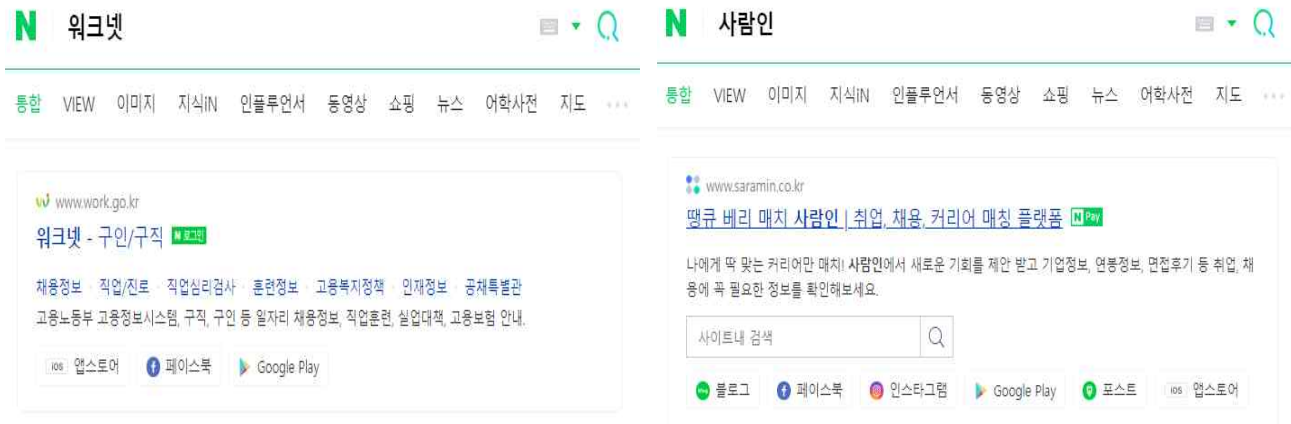 N 워크넷
통합 VIEW 이미지 지식iN 인플루언서 동영상 쇼핑 뉴스 어학사전 지도 ···
www.work.go.kr
워크넷 - 구인/구직 N 로그인
채용정보 직업/진로 직업심리검사 훈련정보 고용복지정책 인재정보 공채특별관
고용노동부 고용정보시스템, 구직, 구인 등 일자리 채용정보, 직업훈련, 실업대책, 고용보험 안내.
iOS 앱스토어 페이스북 Google Play
N 사람인
통합 VIEW 이미지 지식iN 인플루언서 동영상 쇼핑 뉴스 어학사전 지도 ···
www.saramin.co.kr
땡큐 베리 매치 사람인 | 취업, 채용, 커리어 매칭 플랫폼 N Pay
나에게 딱 맞는 커리어만 매치! 사람인에서 새로운 기회를 제안 받고 기업정보, 연봉정보, 면접후기 등 취업, 채
용에 꼭 필요한 정보를 확인해보세요.
사이트내 검색
블로그 페이스북 인스타그램 Google Play 포스트 iOS 앱스토어